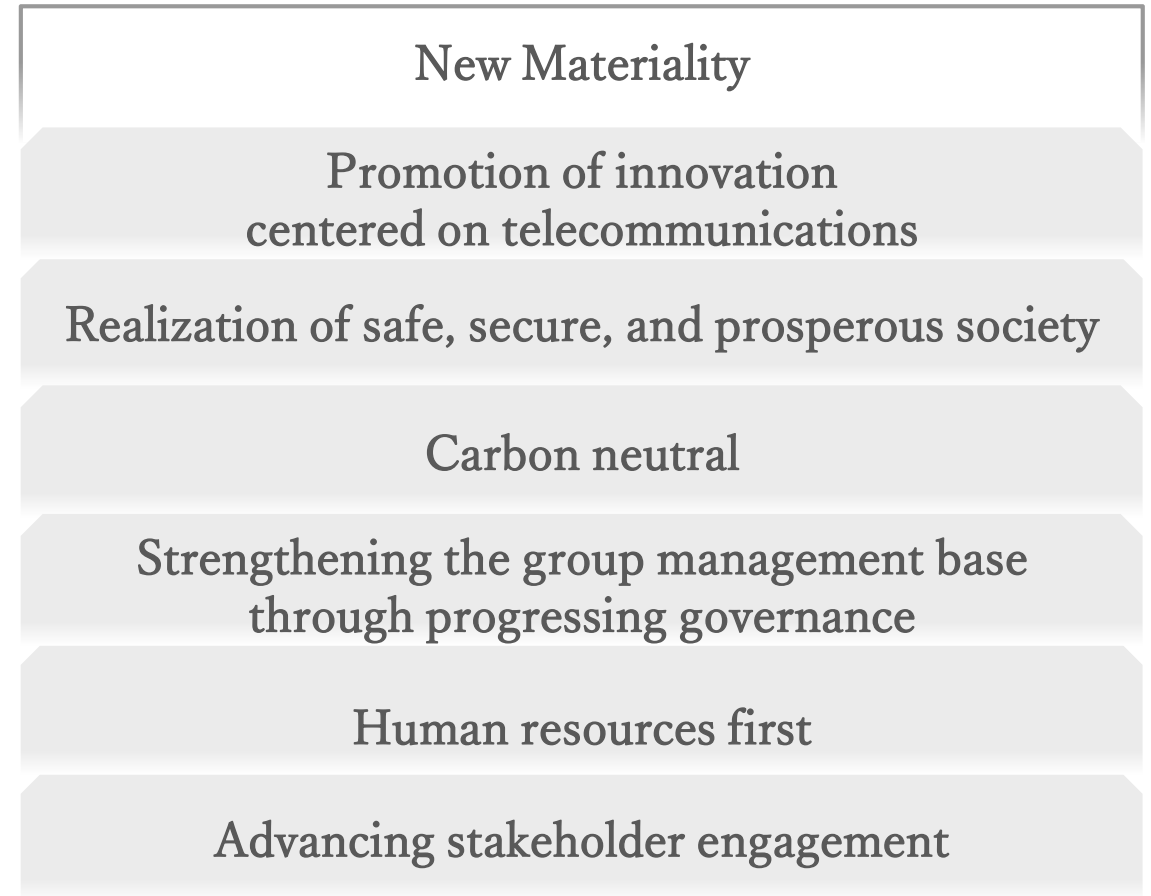 New Materiality
Promotion of innovation
centered on telecommunications
Realization of safe, secure, and prosperous society
Carbon neutral
Strengthening the group management base
through progressing governance
Human resources first
Advancing stakeholder engagement